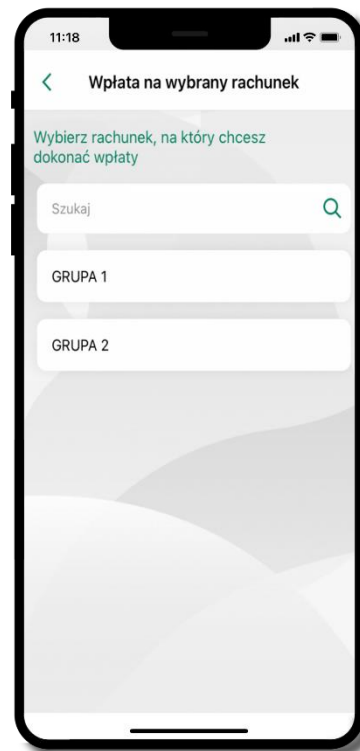 11:18
Wpłata na wybrany rachunek
Wybierz rachunek, na który chcesz
dokonać wpłaty
Szukaj
GRUPA 1
GRUPA 2